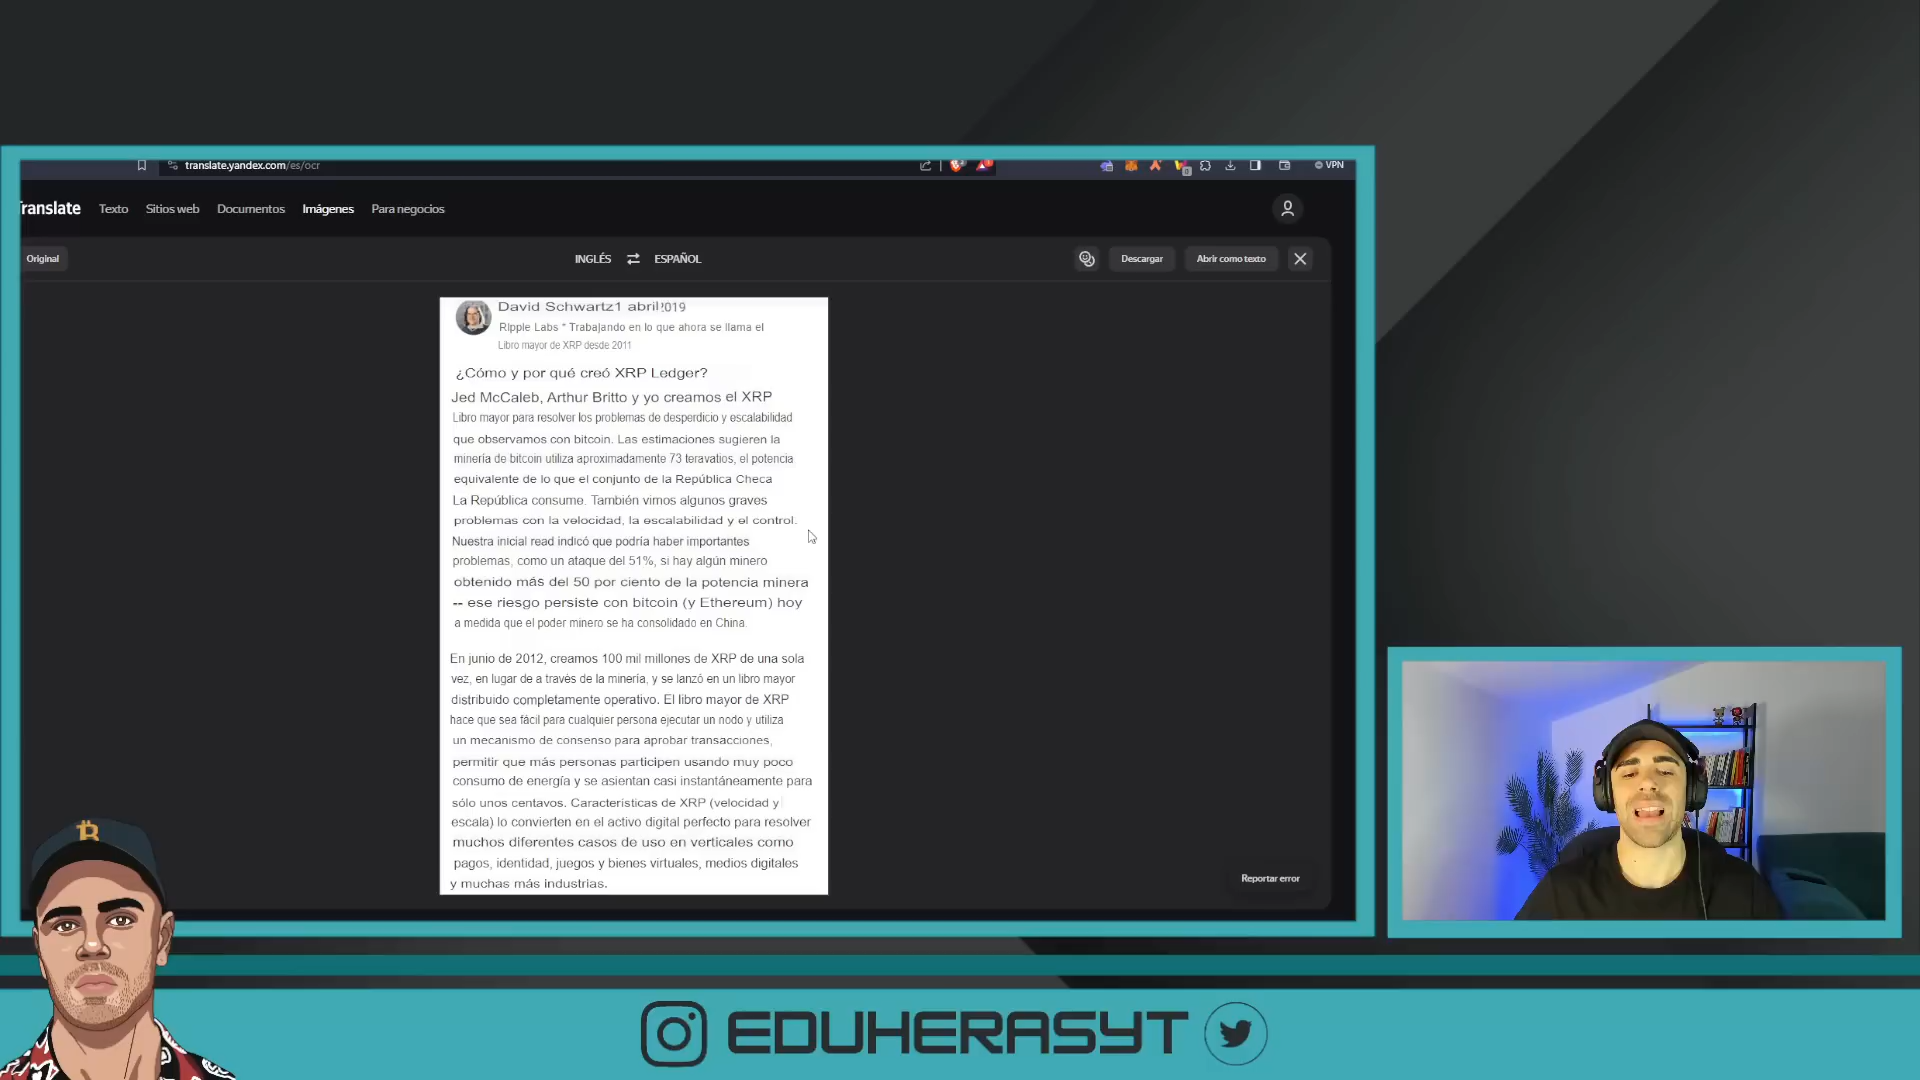 translate.yandex.com/es/ocr
VPN
Translate
Texto
Sitios web
Documentos
Imágenes
Para negocios
Original
INGLÉS
ESPAÑOL
Descargar
Abrir como texto
David Schwartz1 abril!019
Ripple Labs * Trabajando en lo que ahora se llama el
Libro mayor de XRP desde 2011
¿Cómo y por qué creó XRP Ledger?
Jed McCaleb, Arthur Britto y yo creamos el XRP
Libro mayor para resolver los problemas de desperdicio y escalabilidad
que observamos con bitcoin. Las estimaciones sugieren la
minería de bitcoin utiliza aproximadamente 73 teravatios, el potencia
equivalente de lo que el conjunto de la República Checa
La República consume. También vimos algunos graves
problemas con la velocidad, la escalabilidad y el control.
Nuestra inicial read indicó que podría haber importantes
problemas, como un ataque del 51%, si hay algún minero
obtenido más del 50 por ciento de la potencia minera
-- ese riesgo persiste con bitcoin (y Ethereum) hoy
a medida que el poder minero se ha consolidado en China.
En junio de 2012, creamos 100 mil millones de XRP de una sola
vez, en lugar de a través de la minería, y se lanzó en un libro mayor
distribuido completamente operativo. El libro mayor de XRP
hace que sea fácil para cualquier persona ejecutar un nodo y utiliza
un mecanismo de consenso para aprobar transacciones,
permitir que más personas participen usando muy poco
consumo de energía y se asientan casi instantáneamente para
sólo unos centavos. Características de XRP (velocidad y
escala) lo convierten en el activo digital perfecto para resolver
muchos diferentes casos de uso en verticales como
pagos, identidad, juegos y bienes virtuales, medios digitales
y muchas más industrias.
Reportar error
EDUHERASYT